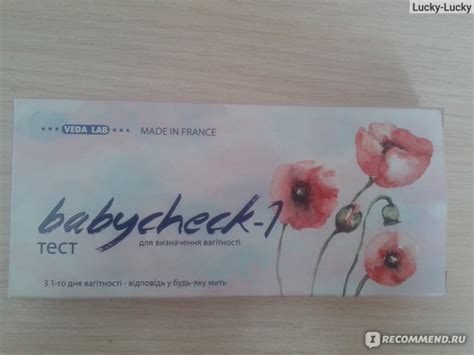 Lucky-Lucky
VEDA LAB MADE IN FRANCE
babycheck-1
тест для визначення вагітності
З 1-го дня вагітності - відповідь у будь-яку мить
IRECOMMEND.RU